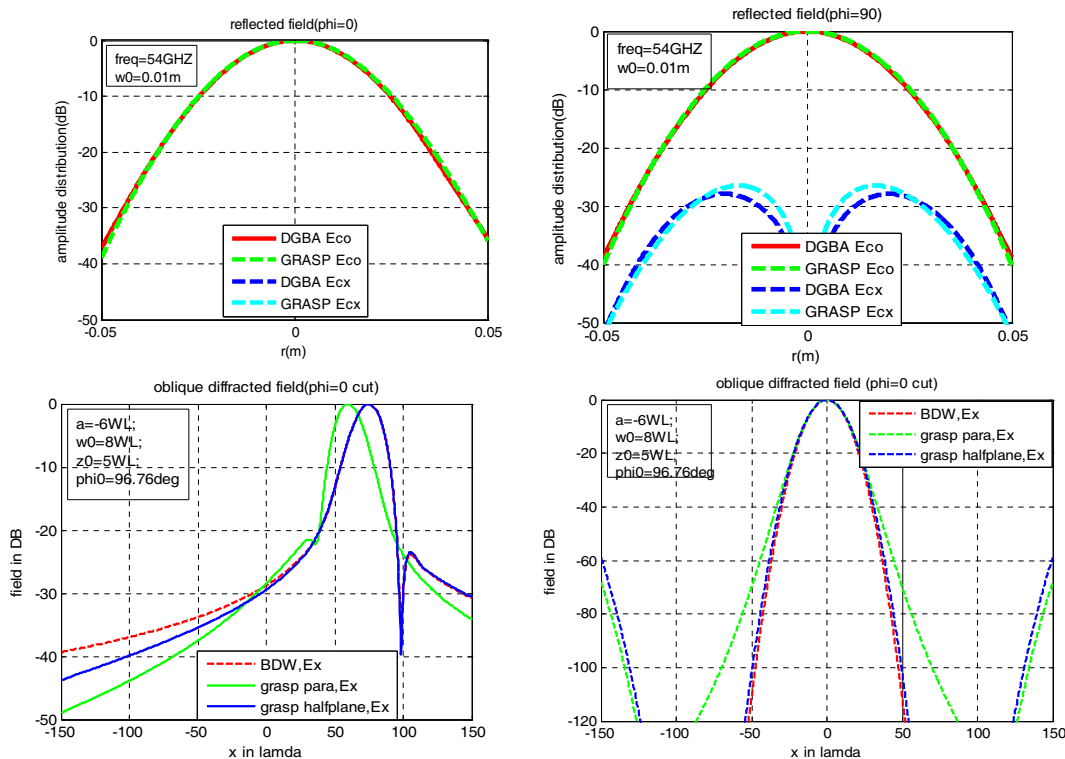 reflected field(phi=0)
freq=54GHZ
w0=0.01m
amplitude distribution(dB)
0
-10
-20
-30
-40
-50
DGBA Eco
GRASP Eco
DGBA Ecx
GRASP Ecx
-0.05
0
0.05
r(m)
reflected field(phi=90)
freq=54GHZ
w0=0.01m
amplitude distribution(dB)
0
-10
-20
-30
-40
-50
DGBA Eco
GRASP Eco
DGBA Ecx
GRASP Ecx
-0.05
0
0.05
r(m)
oblique diffracted field(phi=0 cut)
a=-6WL;
w0=8WL;
z0=5WL;
phi0=96.76deg
field in DB
0
-10
-20
-30
-40
-50
BDW,Ex
grasp para,Ex
grasp halfplane,Ex
-150
-100
-50
0
50
100
150
x in lamda
oblique diffracted field (phi=0 cut)
a=-6WL;
w0=8WL;
z0=5WL;
phi0=96.76deg
BDW,Ex
grasp para,Ex
grasp halfplane,Ex
field in DB
0
-20
-40
-60
-80
-100
-120
-150
-100
-50
0
50
100
150
x in lamda